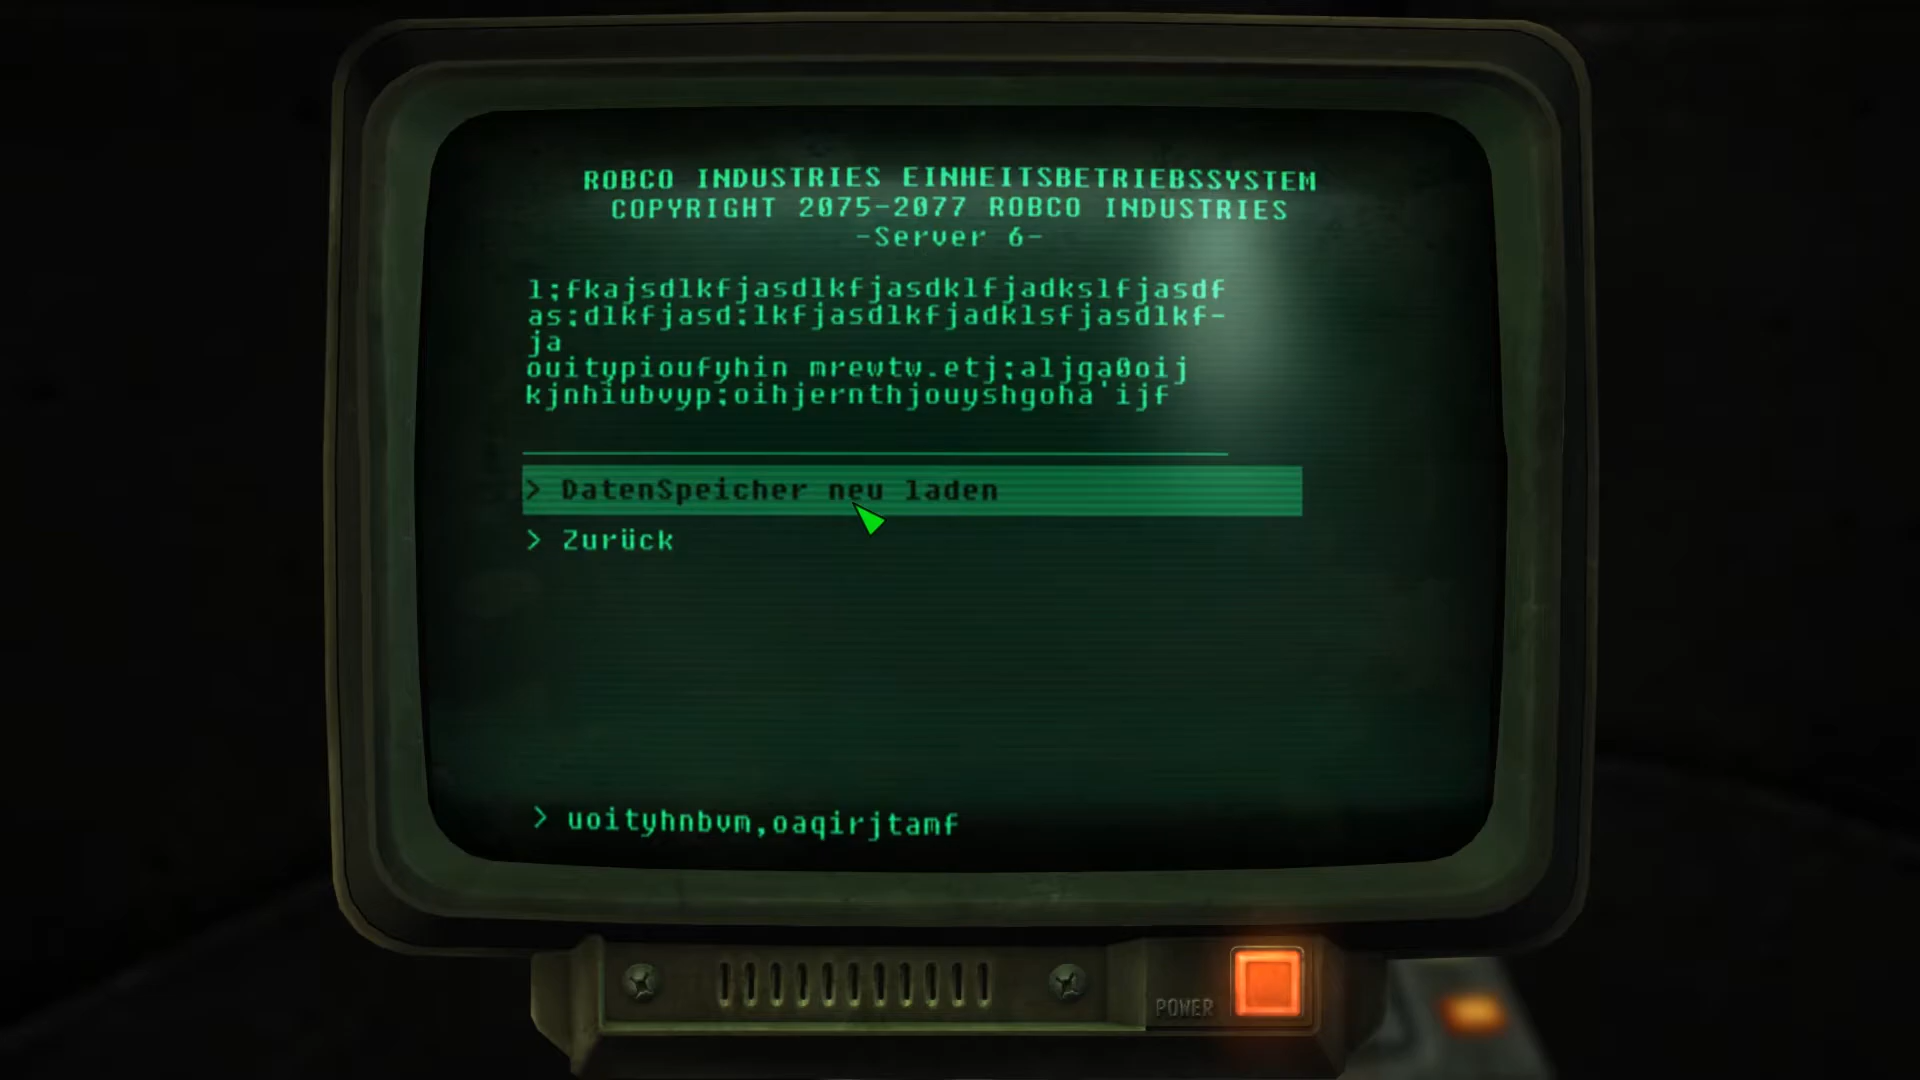 ROBCO INDUSTRIES EINHEITSBETRIEBSSYSTEM
COPYRIGHT 2075-2077 ROBCO INDUSTRIES
-Server 6-
l;fkajsdlkfjasdlkfjasdklfjadkslfjasdf
as;dlkfjasd;lkfjasdlkfjadklsfjasdlkf-
ja
ouitypioufyhin mrewtw.etj;aljga0oij
kjnhiubvyp;oihjernthjouyshgoha'ijf
> DatenSpeicher neu laden
> Zurück
> uoityhnbvm,oaqirjtamf
POWER